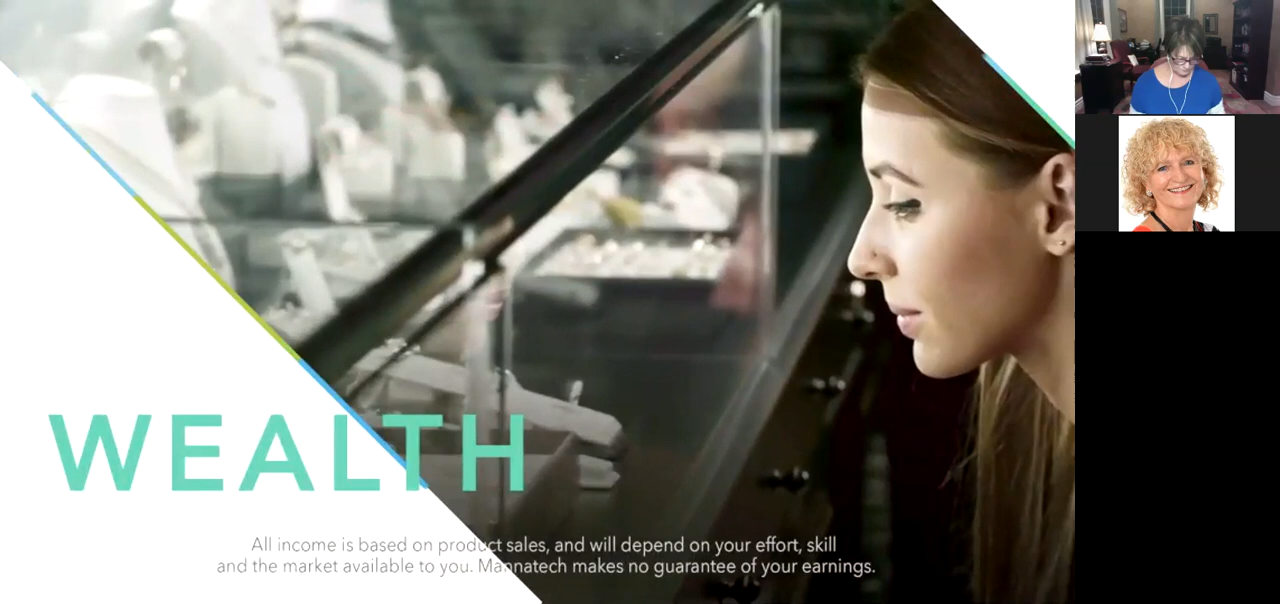 WEALTH
All income is based on product sales, and will depend on your effort, skill
and the market available to you. Mannatech makes no guarantee of your earnings.